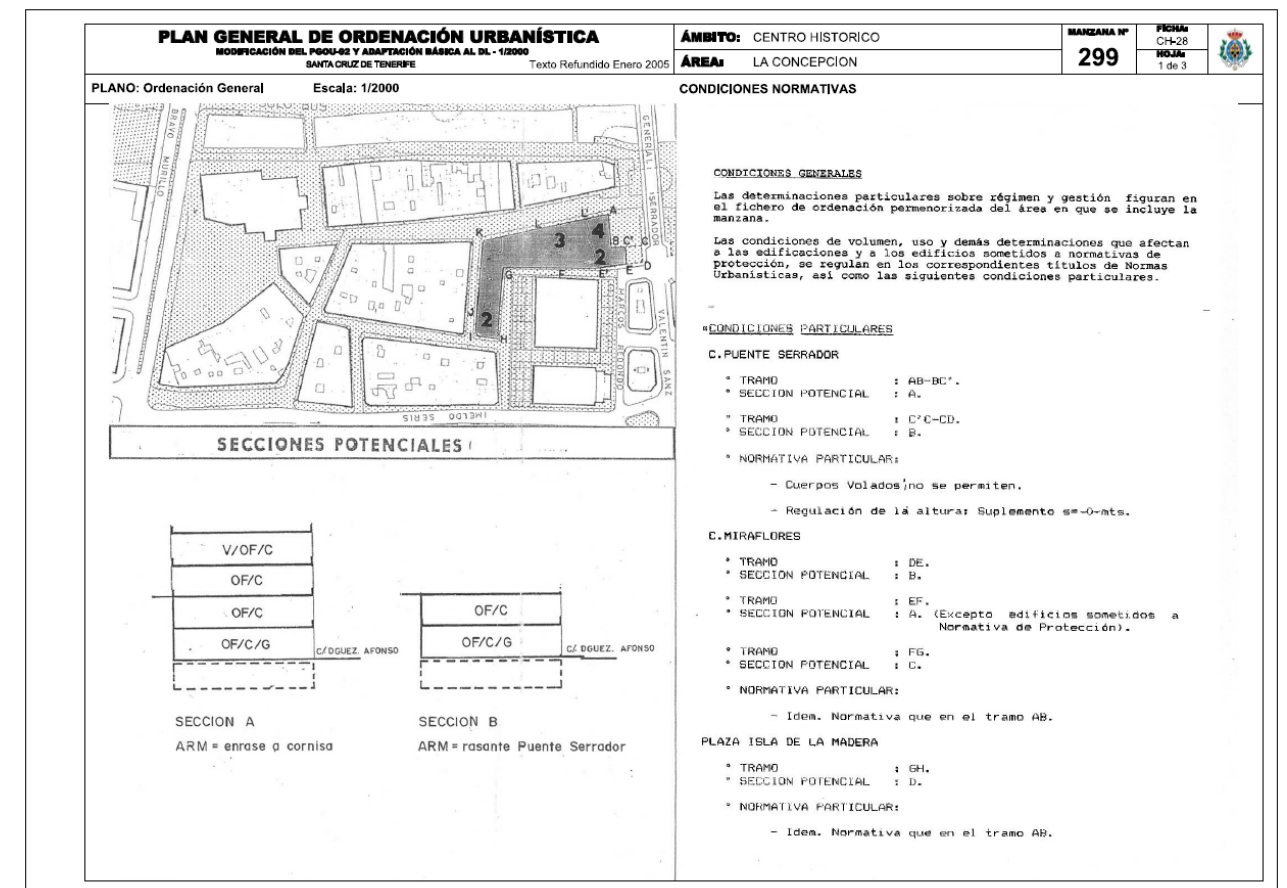 PLAN GENERAL DE ORDENACIÓN URBANÍSTICA
MODIFICACIÓN DEL PGOU-92 Y ADAPTACIÓN BÁSICA AL DL - 1/2000
SANTA CRUZ DE TENERIFE
Texto Refundido Enero 2005
ÁMBITO: CENTRO HISTORICO
ÁREA: LA CONCEPCION
MANZANA Nº
299
FICHA:
CH-28
HOJA:
1 de 3
PLANO: Ordenación General Escala: 1/2000
BRAVO MURILLO
GENERAL SERRADOR
VALENTIN SANZ
MARCOS REDONDO
IMELDO SERIS
K
L
L'
A
B
C'
C
D
E
E'
F
G
H
I
J
3
4
2
2
SECCIONES POTENCIALES
V/OF/C
OF/C
OF/C
OF/C/G
C/DGUEZ. AFONSO
SECCION A
ARM = enrase a cornisa
OF/C
OF/C/G
C/ DGUEZ. AFONSO
SECCION B
ARM = rasante Puente Serrador
CONDICIONES NORMATIVAS
CONDICIONES GENERALES
Las determinaciones particulares sobre régimen y gestión figuran en
el fichero de ordenación permenorizada del área en que se incluye la
manzana.
Las condiciones de volumen, uso y demás determinaciones que afectan
a las edificaciones y a los edificios sometidos a normativas de
protección, se regulan en los correspondientes títulos de Normas
Urbanísticas, así como las siguientes condiciones particulares.
CONDICIONES PARTICULARES
C.PUENTE SERRADOR
* TRAMO : AB-BC'.
* SECCION POTENCIAL : A.
* TRAMO : C'C-CD.
* SECCION POTENCIAL : B.
* NORMATIVA PARTICULAR:
- Cuerpos Volados;no se permiten.
- Regulación de la altura: Suplemento s=-0-mts.
C.MIRAFLORES
* TRAMO : DE.
* SECCION POTENCIAL : B.
* TRAMO : EF.
* SECCION POTENCIAL : A. (Excepto edificios sometidos a
Normativa de Protección).
* TRAMO : FG.
* SECCION POTENCIAL : C.
* NORMATIVA PARTICULAR:
- Idem. Normativa que en el tramo AB.
PLAZA ISLA DE LA MADERA
* TRAMO : GH.
* SECCION POTENCIAL : D.
* NORMATIVA PARTICULAR:
- Idem. Normativa que en el tramo AB.